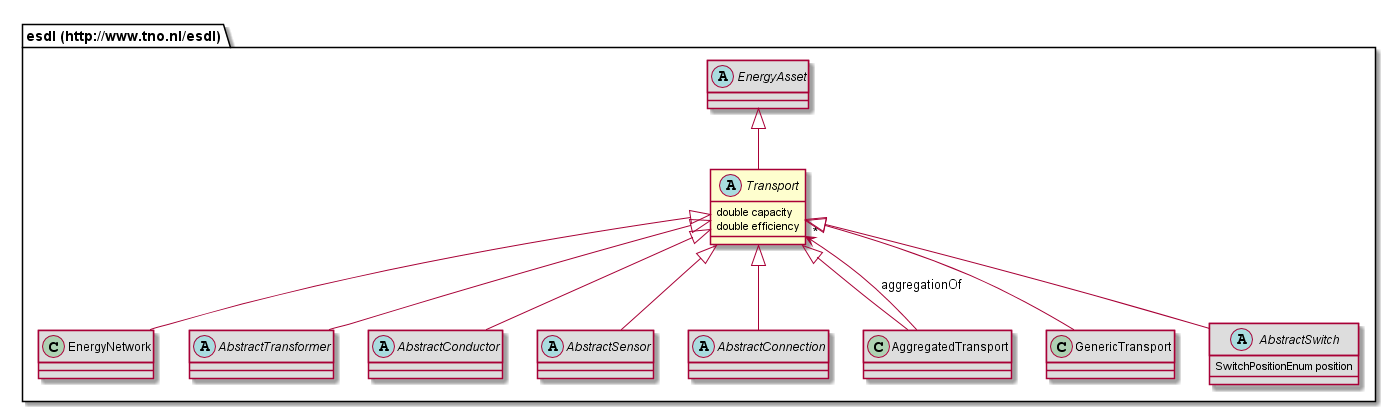 esdl (http://www.tno.nl/esdl)
A EnergyAsset
A Transport
double capacity
double efficiency
*
aggregationOf
C EnergyNetwork
A AbstractTransformer
A AbstractConductor
A AbstractSensor
A AbstractConnection
C AggregatedTransport
C GenericTransport
A AbstractSwitch
SwitchPositionEnum position